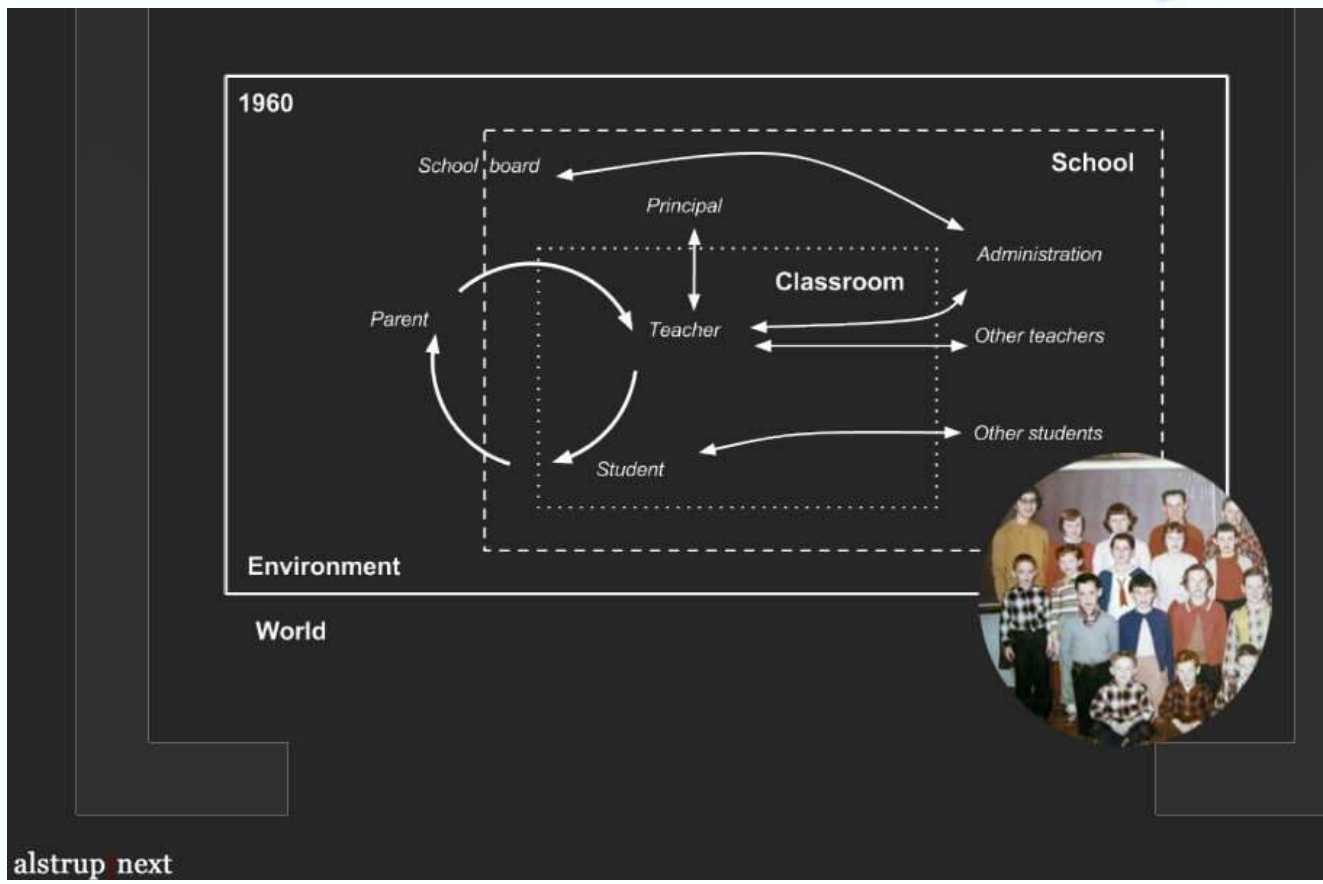 1960
School board
School
Principal
Administration
Classroom
Parent
Teacher
Other teachers
Other students
Student
Environment
World
alstrup next